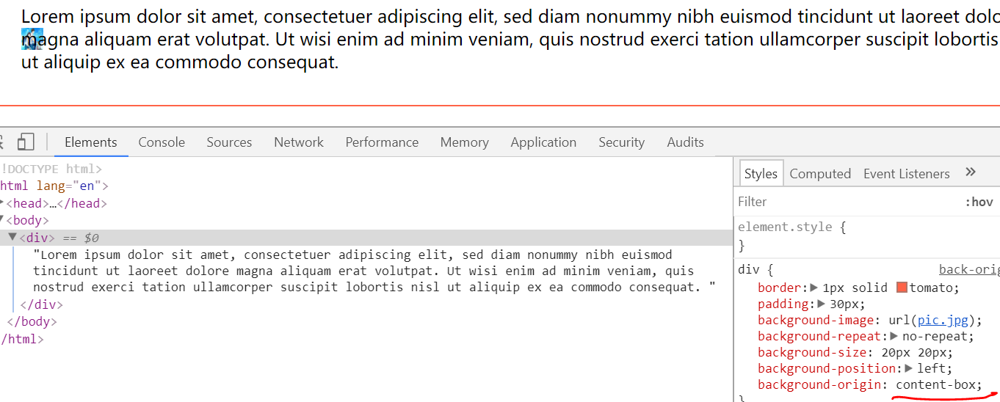 Lorem ipsum dolor sit amet, consectetuer adipiscing elit, sed diam nonummy nibh euismod tincidunt ut laoreet dolo
magna aliquam erat volutpat. Ut wisi enim ad minim veniam, quis nostrud exerci tation ullamcorper suscipit lobortis
ut aliquip ex ea commodo consequat.
Elements Console Sources Network Performance Memory Application Security Audits
!DOCTYPE html>
html lang="en">
<head>…</head>
<body>
<div> == $0
"Lorem ipsum dolor sit amet, consectetuer adipiscing elit, sed diam nonummy nibh euismod
tincidunt ut laoreet dolore magna aliquam erat volutpat. Ut wisi enim ad minim veniam, quis
nostrud exerci tation ullamcorper suscipit lobortis nisl ut aliquip ex ea commodo consequat. "
</div>
</body>
/html>
Styles Computed Event Listeners »
Filter :hov
element.style {
}
div { back-orig
border: 1px solid tomato;
padding: 30px;
background-image: url(pic.jpg);
background-repeat: no-repeat;
background-size: 20px 20px;
background-position: left;
background-origin: content-box;
}